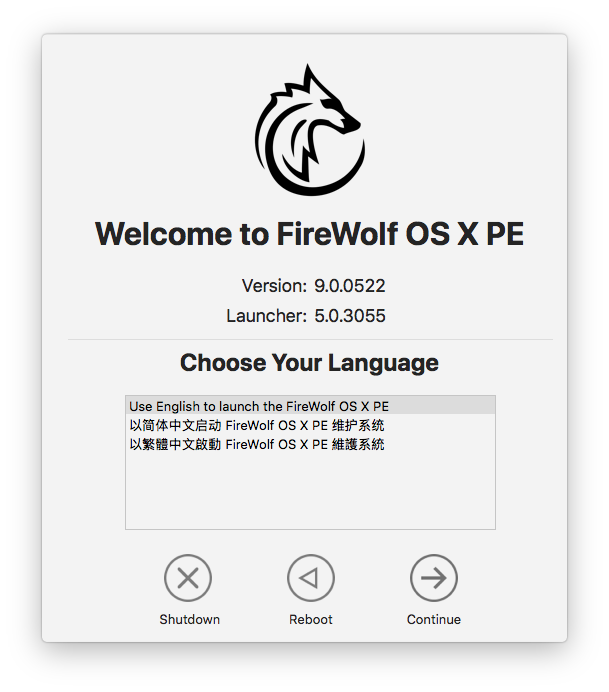 Welcome to FireWolf OS X PE
Version: 9.0.0522
Launcher: 5.0.3055
Choose Your Language
Use English to launch the FireWolf OS X PE
以简体中文启动 FireWolf OS X PE 维护系统
以繁體中文啟動 FireWolf OS X PE 維護系統
Shutdown Reboot Continue